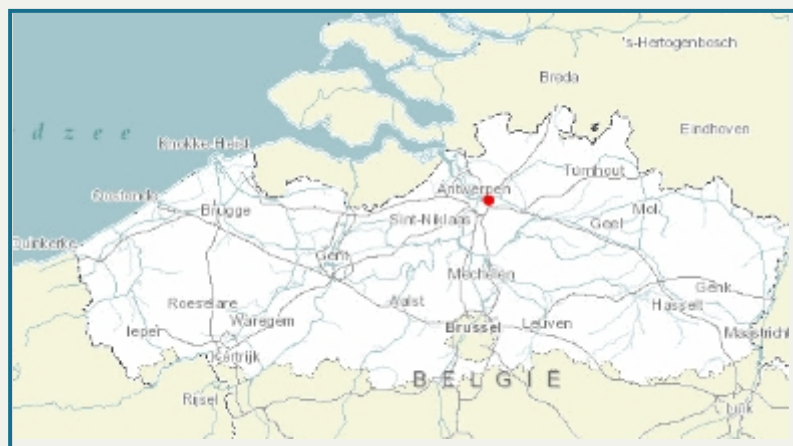 's-Hertogenbosch
Breda
Eindhoven
d z e e
Knokke-Heist
Turnhout
Antwerpen
Oostende
Brugge
Sint-Niklaas
Geel
Mol
Duinkerke
Gent
Mechelen
Genk
Roeselare
Aalst
Hasselt
Ieper
Waregem
Brussel
Leuven
Maastricht
Kortrijk
BELGIË
Rijsel
Luik